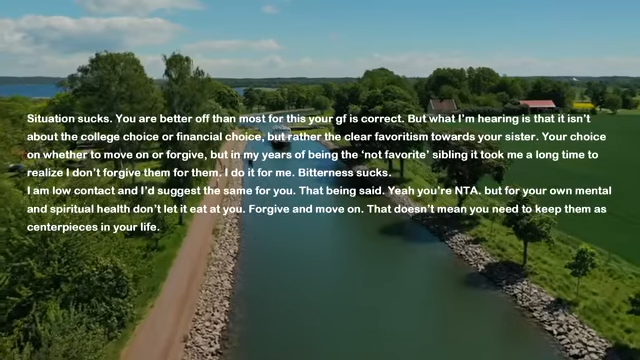 Situation sucks. You are better off than most for this your gf is correct. But what I'm hearing is that it isn't
about the college choice or financial choice, but rather the clear favoritism towards your sister. Your choice
on whether to move on or forgive, but in my years of being the 'not favorite' sibling it took me a long time to
realize I don't forgive them for them. I do it for me. Bitterness sucks.
I am low contact and I'd suggest the same for you. That being said. Yeah you're NTA. but for your own mental
and spiritual health don't let it eat at you. Forgive and move on. That doesn't mean you need to keep them as
centerpieces in your life.